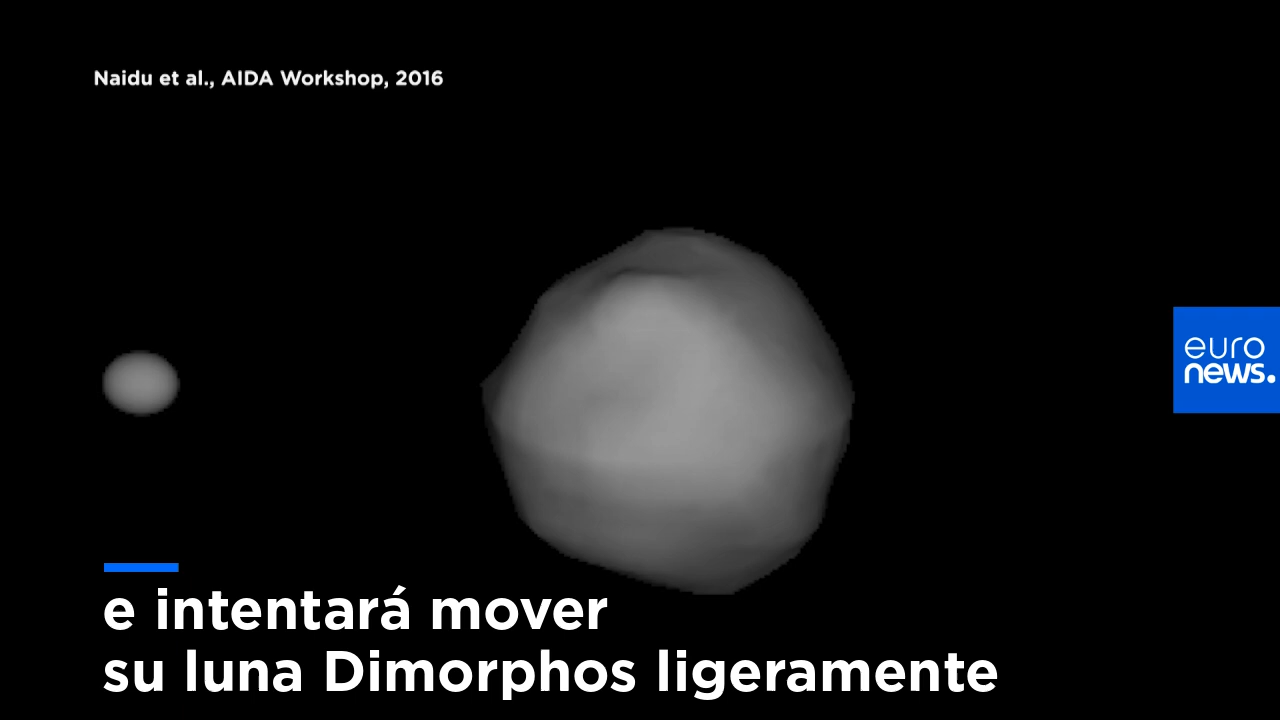 Naidu et al., AIDA Workshop, 2016
euro
news.
e intentará mover
su luna Dimorphos ligeramente